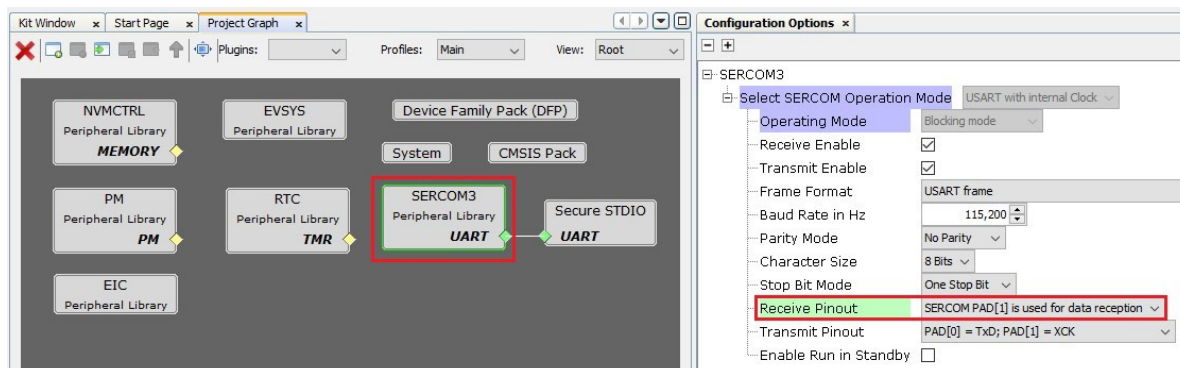 Kit Window x Start Page x Project Graph x
Plugins: Profiles: Main View: Root
NVMCTRL
Peripheral Library
MEMORY
EVSYS
Peripheral Library
Device Family Pack (DFP)
System
CMSIS Pack
PM
Peripheral Library
PM
RTC
Peripheral Library
TMR
SERCOM3
Peripheral Library
UART
Secure STDIO
UART
EIC
Peripheral Library
Configuration Options x
SERCOM3
Select SERCOM Operation Mode USART with internal Clock
Operating Mode Blocking mode
Receive Enable
Transmit Enable
Frame Format USART frame
Baud Rate in Hz 115,200
Parity Mode No Parity
Character Size 8 Bits
Stop Bit Mode One Stop Bit
Receive Pinout SERCOM PAD[1] is used for data reception
Transmit Pinout PAD[0] = TxD; PAD[1] = XCK
Enable Run in Standby